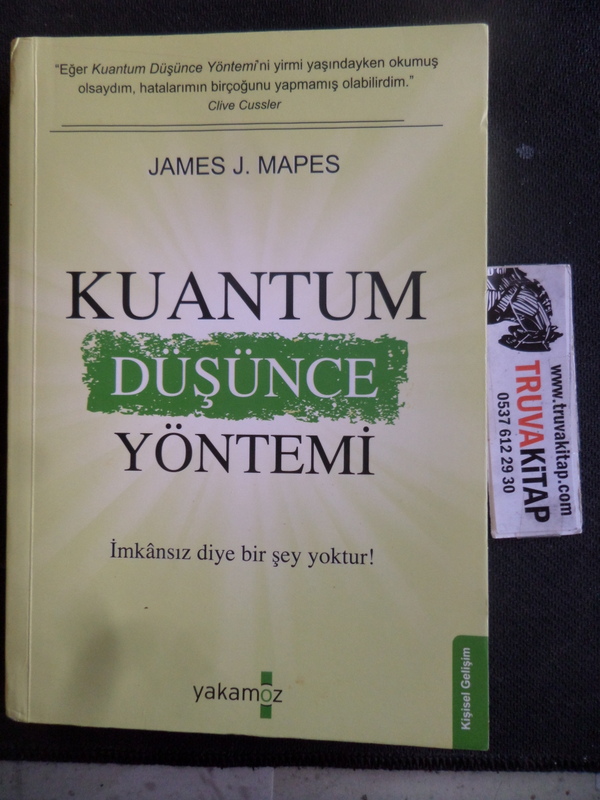 "Eğer Kuantum Düşünce Yöntemi'ni yirmi yaşındayken okumuş
olsaydım, hatalarımın birçoğunu yapmamış olabilirdim."
Clive Cussler
JAMES J. MAPES
KUANTUM
DÜŞÜNCE
YÖNTEMİ
İmkânsız diye bir şey yoktur!
yakamoz
Kişisel Gelişim
www.truvakitap.com
TRUVAKİTAP
0537 612 29 30